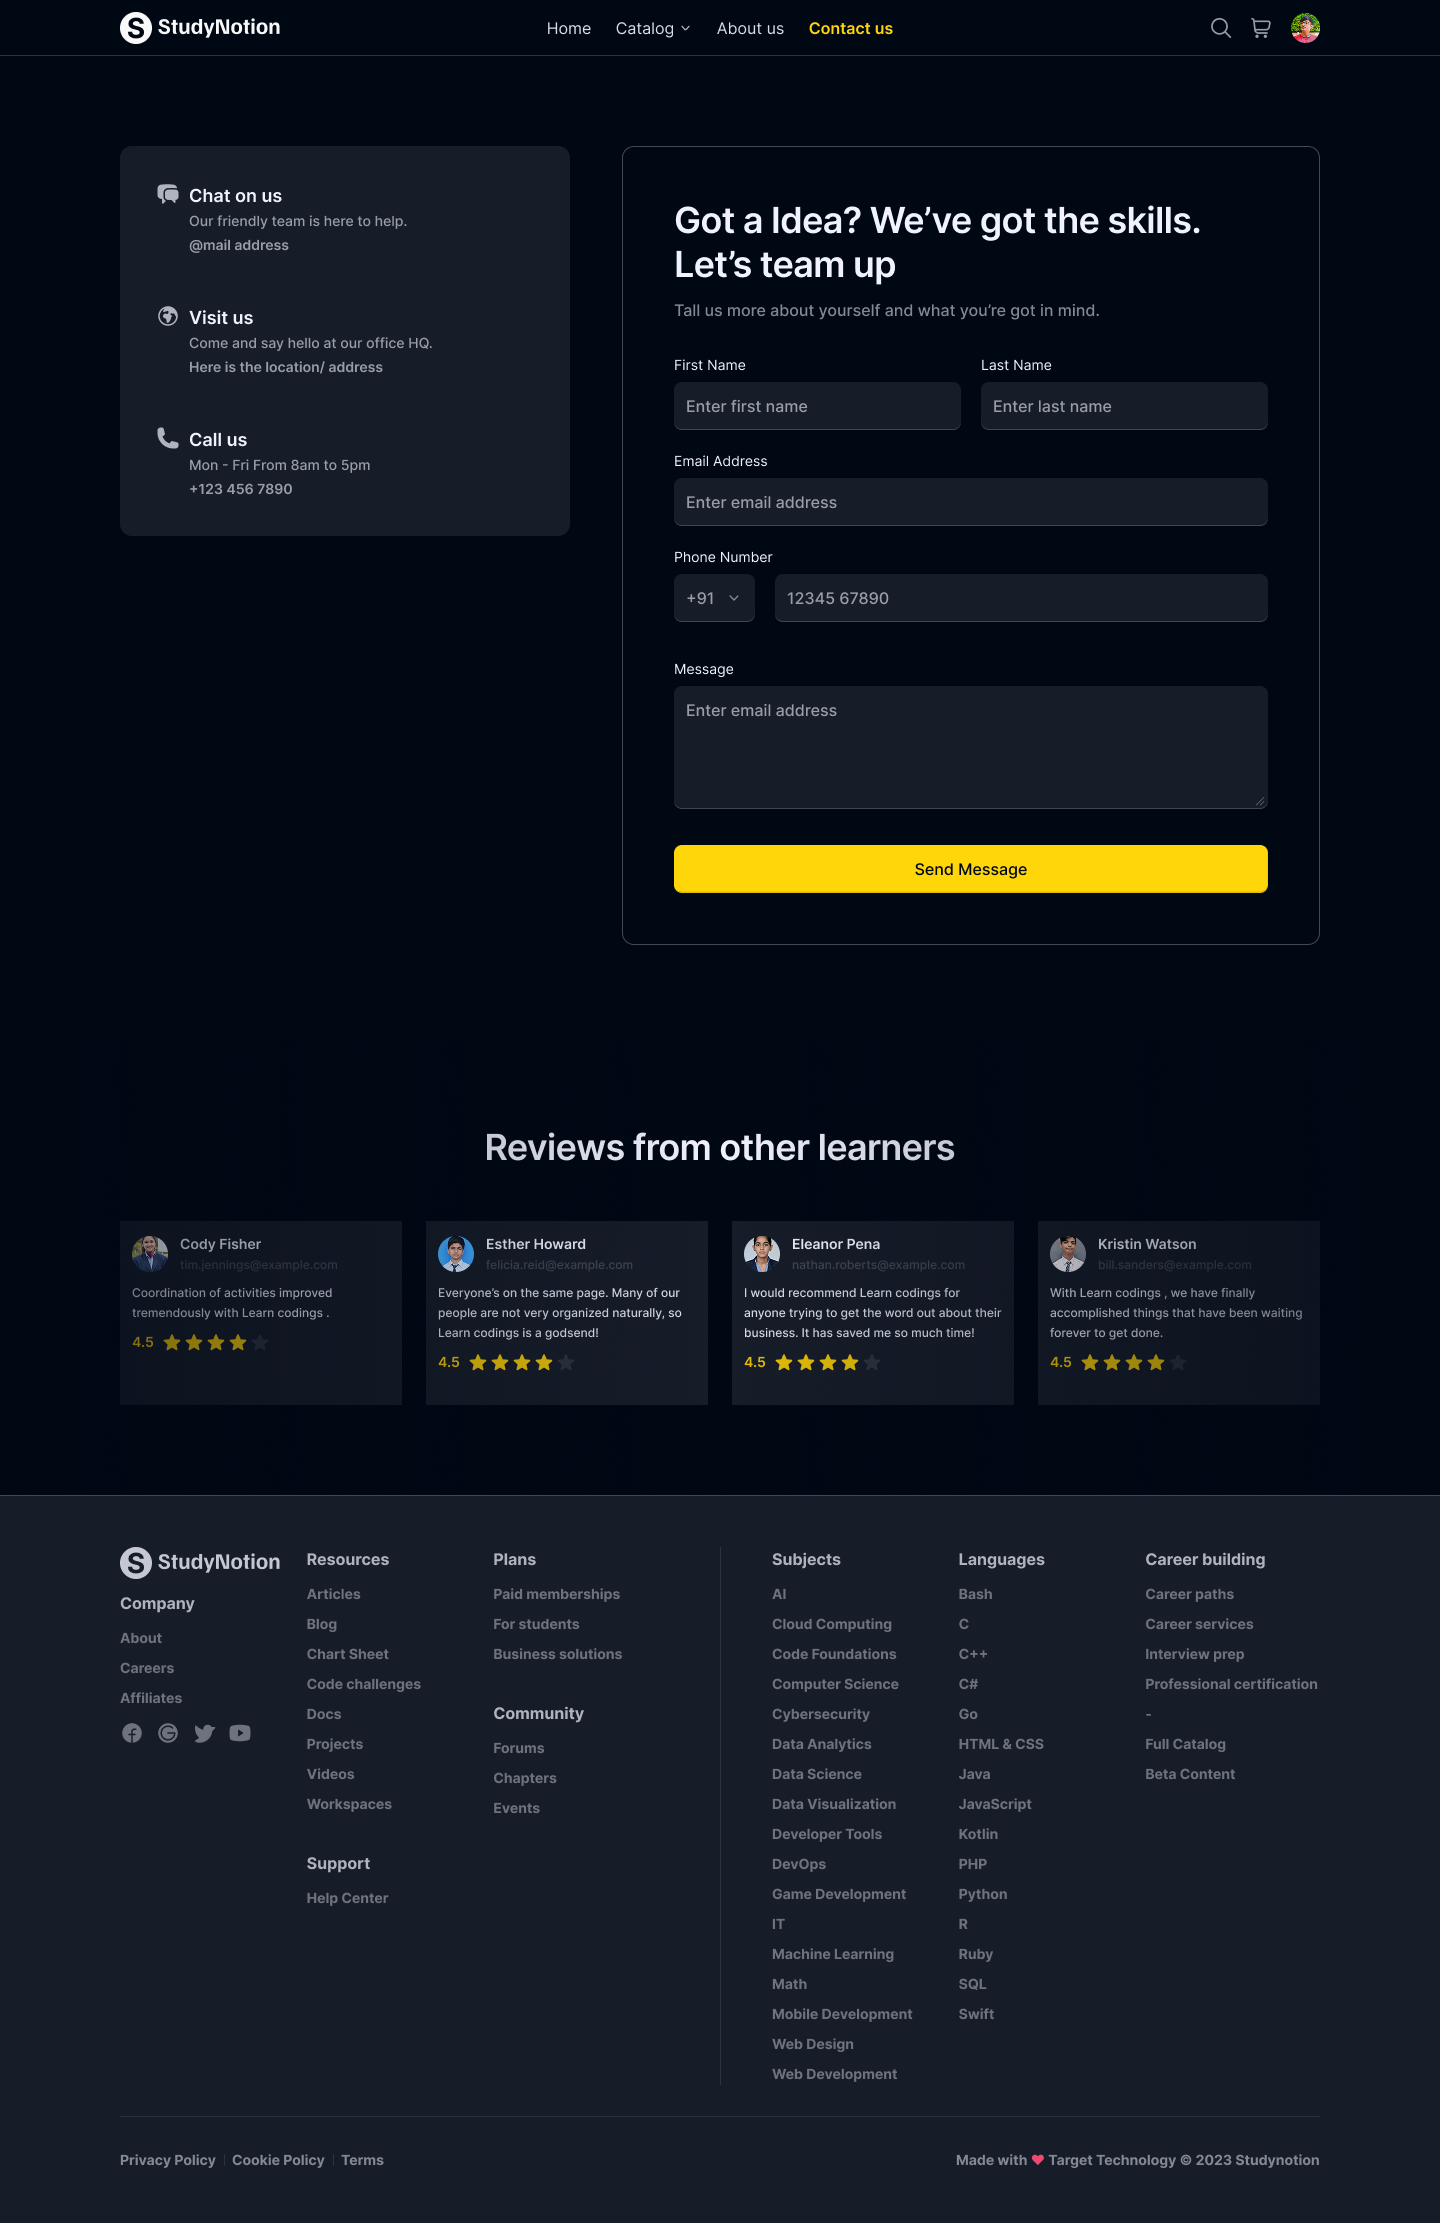 StudyNotion
Home Catalog About us Contact us
Chat on us
Our friendly team is here to help.
@mail address
Visit us
Come and say hello at our office HQ.
Here is the location/ address
Call us
Mon - Fri From 8am to 5pm
+123 456 7890
Got a Idea? We’ve got the skills.
Let’s team up
Tall us more about yourself and what you’re got in mind.
First Name
Enter first name
Last Name
Enter last name
Email Address
Enter email address
Phone Number
+91 12345 67890
Message
Enter email address
Send Message
Reviews from other learners
Cody Fisher
tim.jennings@example.com
Coordination of activities improved
tremendously with Learn codings .
4.5
Esther Howard
felicia.reid@example.com
Everyone’s on the same page. Many of our
people are not very organized naturally, so
Learn codings is a godsend!
4.5
Eleanor Pena
nathan.roberts@example.com
I would recommend Learn codings for
anyone trying to get the word out about their
business. It has saved me so much time!
4.5
Kristin Watson
bill.sanders@example.com
With Learn codings , we have finally
accomplished things that have been waiting
forever to get done.
4.5
StudyNotion
Company
About
Careers
Affiliates
Resources
Articles
Blog
Chart Sheet
Code challenges
Docs
Projects
Videos
Workspaces
Support
Help Center
Plans
Paid memberships
For students
Business solutions
Community
Forums
Chapters
Events
Subjects
AI
Cloud Computing
Code Foundations
Computer Science
Cybersecurity
Data Analytics
Data Science
Data Visualization
Developer Tools
DevOps
Game Development
IT
Machine Learning
Math
Mobile Development
Web Design
Web Development
Languages
Bash
C
C++
C#
Go
HTML & CSS
Java
JavaScript
Kotlin
PHP
Python
R
Ruby
SQL
Swift
Career building
Career paths
Career services
Interview prep
Professional certification
-
Full Catalog
Beta Content
Privacy Policy Cookie Policy Terms
Made with ♥ Target Technology © 2023 Studynotion